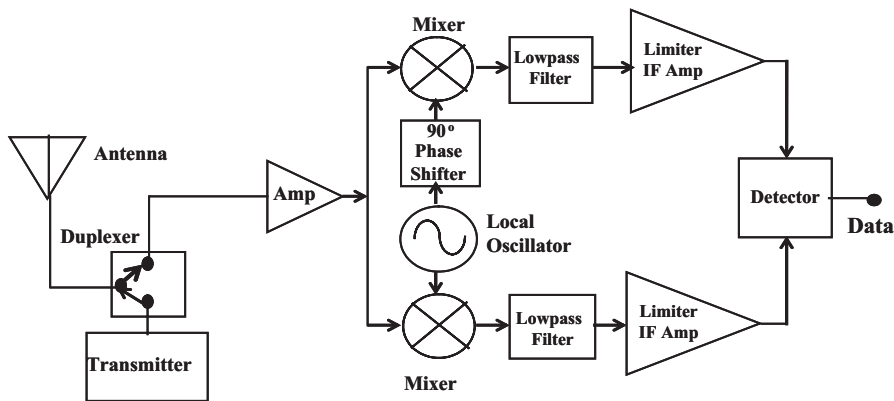 Mixer
Lowpass
Filter
Limiter
IF Amp
90°
Phase
Shifter
Antenna
Amp
Detector
Data
Local
Oscillator
Duplexer
Limiter
IF Amp
Lowpass
Filter
Transmitter
Mixer